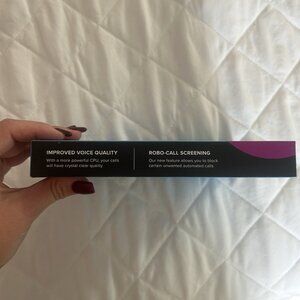 IMPROVED VOICE QUALITY
With a more powerful CPU, your calls
will have crystal clear quality
ROBO-CALL SCREENING
Our new feature allows you to block
certain unwanted automated calls.